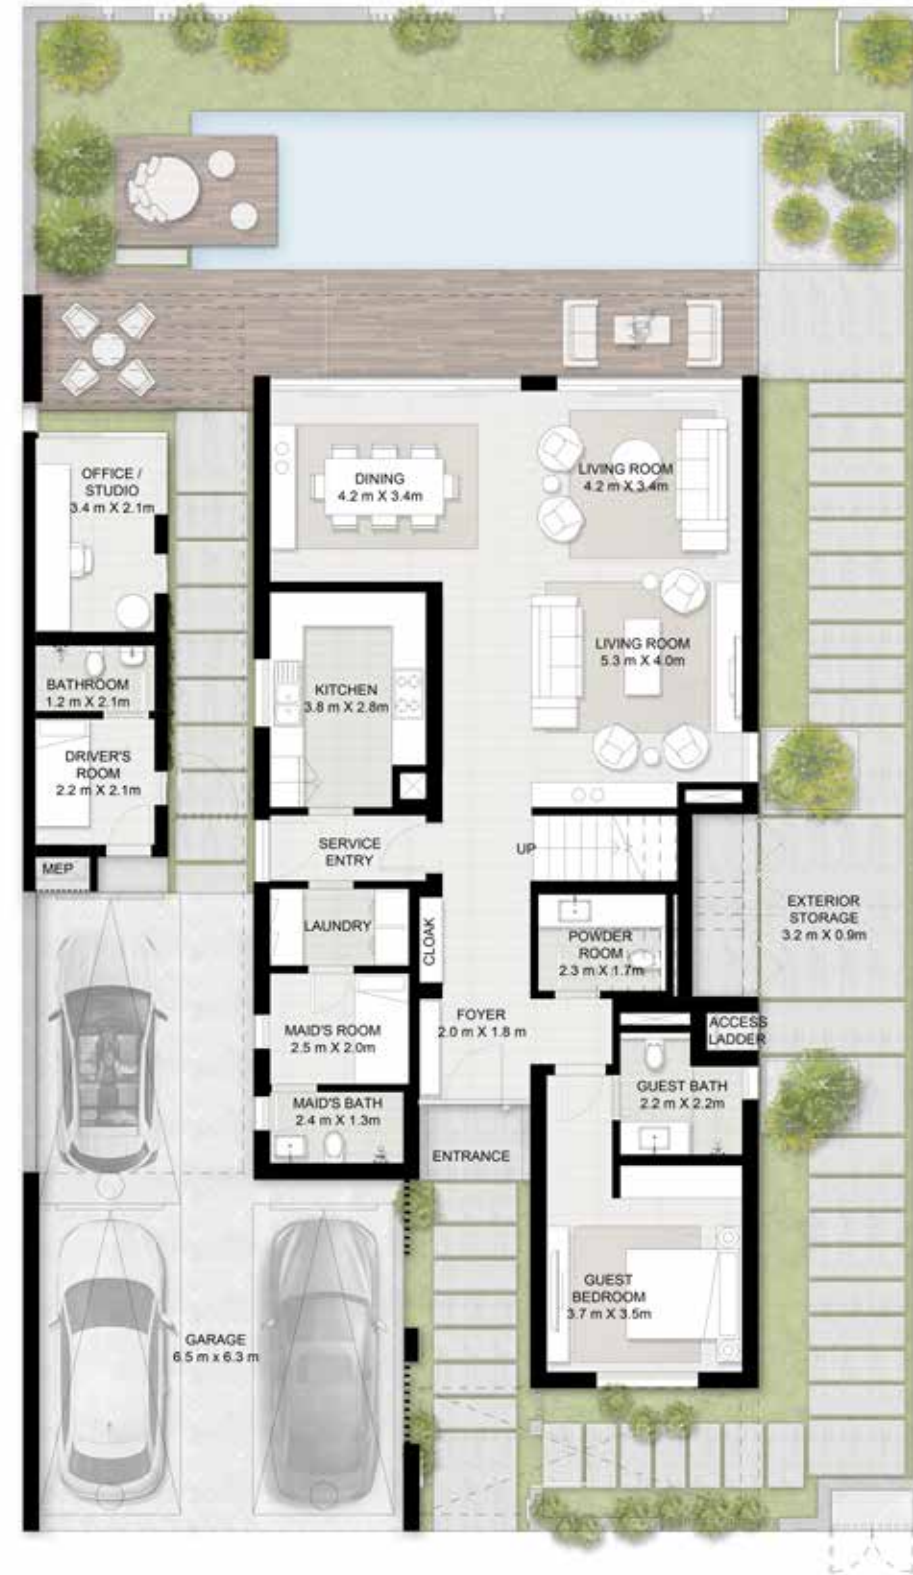 DINING
4.2 m X 3.4m
LIVING ROOM
4.2 m X 3.4m
OFFICE /
STUDIO
3.4 m X 2.1m
LIVING ROOM
5.3 m X 4.0m
BATHROOM
1.2 m X 2.1m
KITCHEN
3.8 m X 2.8m
DRIVER'S
ROOM
2.2 m X 2.1m
MEP
SERVICE
ENTRY
UP
EXTERIOR
STORAGE
3.2 m X 0.9m
LAUNDRY
CLOAK
POWDER
ROOM
2.3 m X 1.7m
MAID'S ROOM
2.5 m X 2.0m
FOYER
2.0 m X 1.8 m
ACCESS
LADDER
MAID'S BATH
2.4 m X 1.3m
GUEST BATH
2.2 m X 2.2m
ENTRANCE
GUEST
BEDROOM
3.7 m X 3.5m
GARAGE
6.5 m x 6.3 m